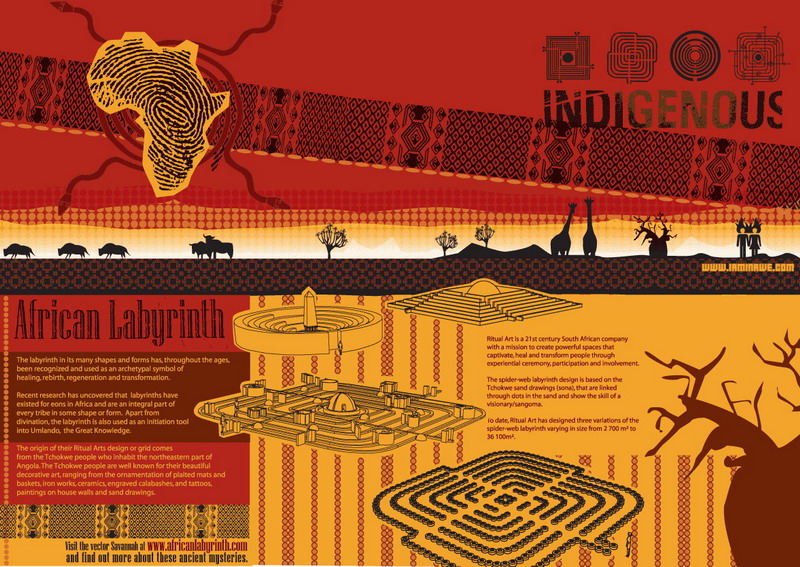 INDIGENOUS
www.iaminawe.com
African Labyrinth
The labyrinth in its many shapes and forms has, throughout the ages,
been recognized and used as an archetypal symbol of
healing, rebirth, regeneration and transformation.
Recent research has uncovered that labyrinths have
existed for eons in Africa and are an integral part of
every tribe in some shape or form. Apart from
divination, the labyrinth is also used as an initiation tool
into Umlando, the Great Knowledge.
The origin of their Ritual Arts design or grid comes
from the Tchokwe people who inhabit the northeastern part of
Angola. The Tchokwe people are well known for their beautiful
decorative art, ranging from the ornamentation of plaited mats and
baskets, iron works, ceramics, engraved calabashes, and tattoos,
paintings on house walls and sand drawings.
Visit the vector Savannah at www.africanlabyrinth.com
and find out more about these ancient mysteries.
Ritual Art is a 21st century South African company
with a mission to create powerful spaces that
captivate, heal and transform people through
experiential ceremony, participation and involvement.
The spider-web labyrinth design is based on the
Tchokwe sand drawings (sona), that are linked
through dots in the sand and show the skill of a
visionary/sangoma.
To date, Ritual Art has designed three variations of the
spider-web labyrinth varying in size from 2 700 m² to
36 100m².